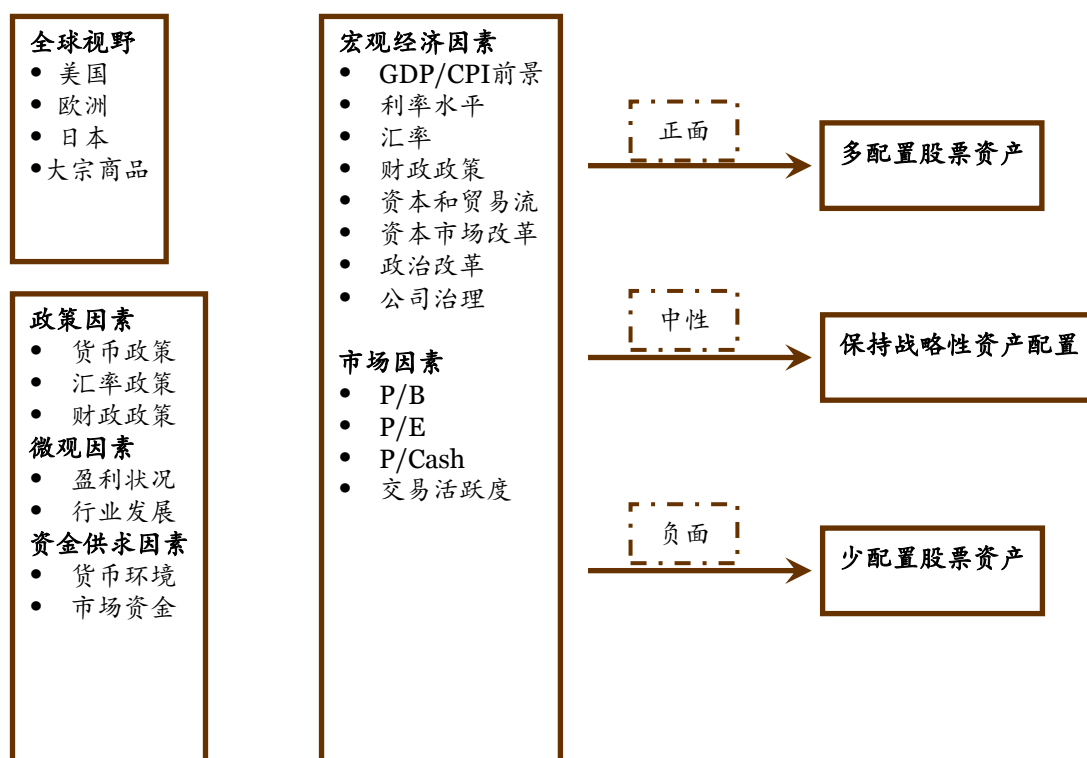 全球视野
• 美国
• 欧洲
• 日本
•大宗商品
政策因素
• 货币政策
• 汇率政策
• 财政政策
微观因素
• 盈利状况
• 行业发展
资金供求因素
• 货币环境
• 市场资金
宏观经济因素
• GDP/CPI前景
• 利率水平
• 汇率
• 财政政策
• 资本和贸易流
• 资本市场改革
• 政治改革
• 公司治理
市场因素
• P/B
• P/E
• P/Cash
• 交易活跃度
正面
多配置股票资产
中性
保持战略性资产配置
负面
少配置股票资产